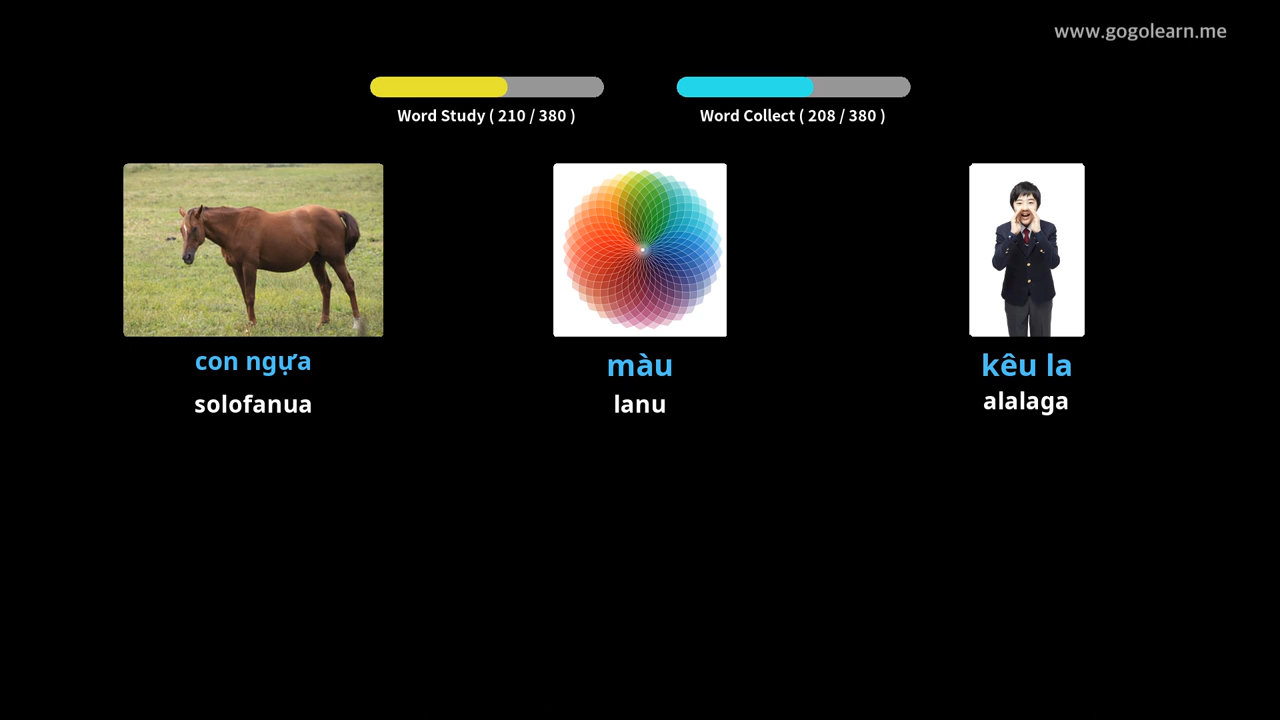 www.gogolearn.me
Word Study ( 210 / 380 )
Word Collect ( 208 / 380 )
con ngựa
màu
kêu la
solofanua
lanu
alalaga